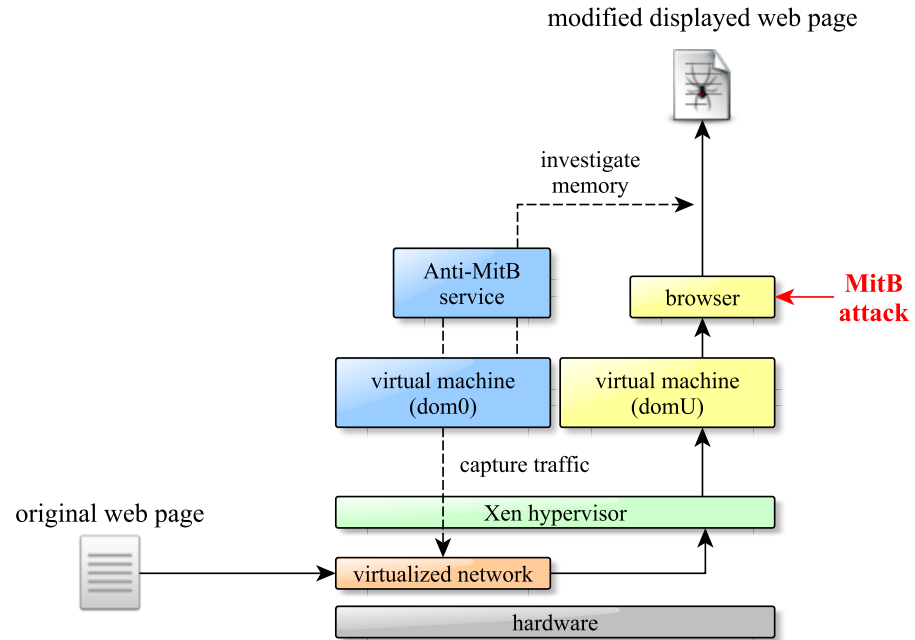 modified displayed web page
investigate
memory
Anti-MitB
service
browser
MitB
attack
virtual machine
(dom0)
virtual machine
(domU)
capture traffic
Xen hypervisor
original web page
virtualized network
hardware